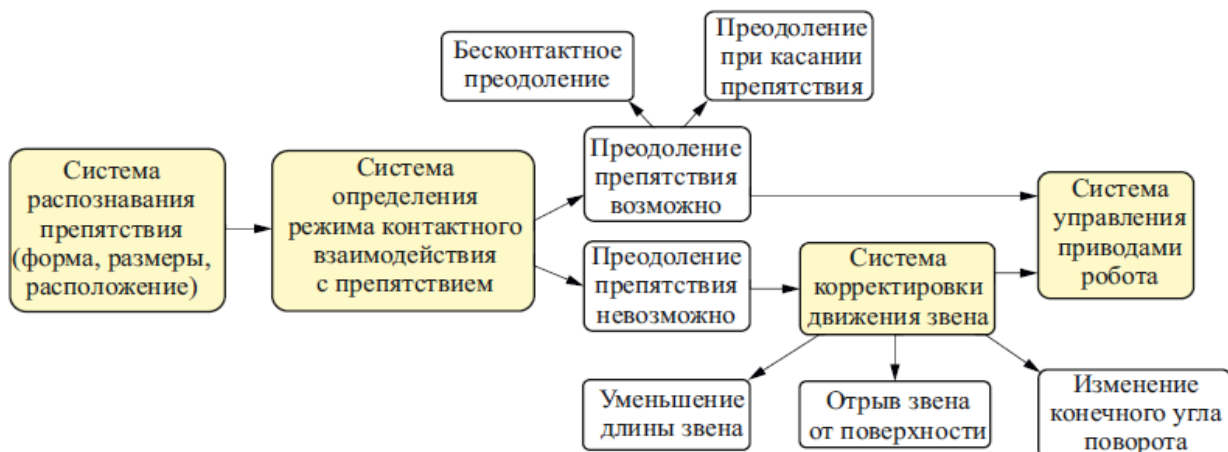 Бесконтактное
преодоление
Преодоление
при касании
препятствия
Система
распознавания
препятствия
(форма, размеры,
расположение)
Система
определения
режима контактного
взаимодействия
с препятствием
Преодоление
препятствия
возможно
Преодоление
препятствия
невозможно
Система
корректировки
движения звена
Система
управления
приводами
робота
Уменьшение
длины звена
Отрыв звена
от поверхности
Изменение
конечного угла
поворота